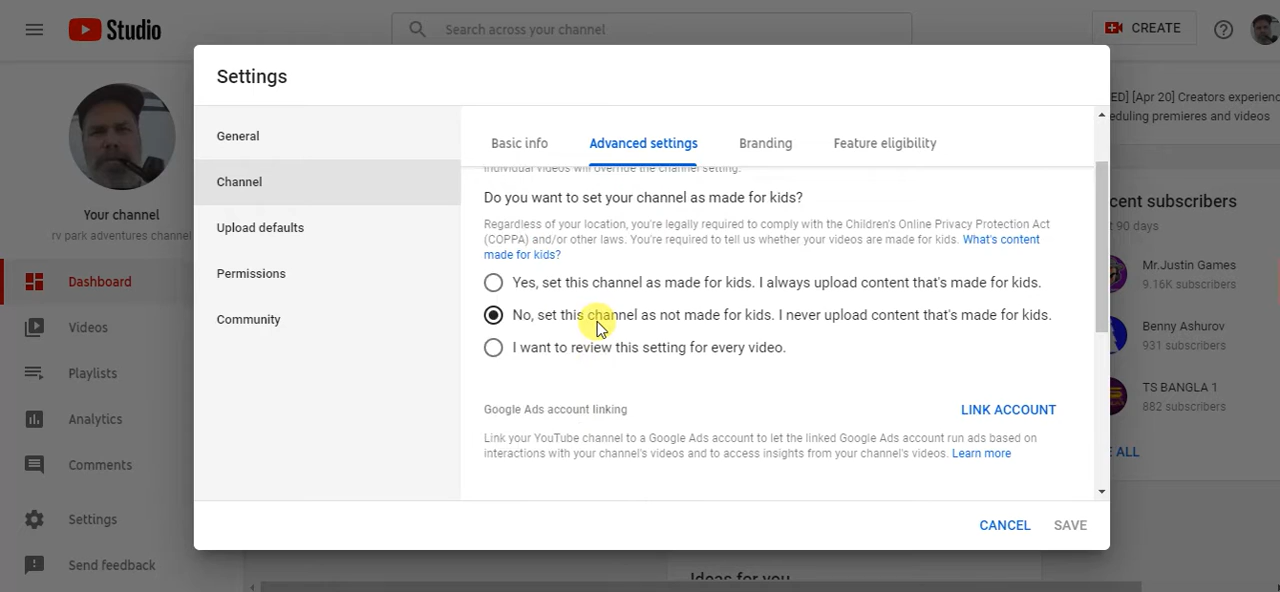 Studio
Search across your channel
CREATE
Settings
General
Channel
Upload defaults
Permissions
Community
Basic info
Advanced settings
Branding
Feature eligibility
Individual videos will override the channel setting.
Do you want to set your channel as made for kids?
Regardless of your location, you're legally required to comply with the Children's Online Privacy Protection Act
(COPPA) and/or other laws. You're required to tell us whether your videos are made for kids. What's content
made for kids?
Yes, set this channel as made for kids. I always upload content that's made for kids.
No, set this channel as not made for kids. I never upload content that's made for kids.
I want to review this setting for every video.
Google Ads account linking
LINK ACCOUNT
Link your YouTube channel to a Google Ads account to let the linked Google Ads account run ads based on
interactions with your channel's videos and to access insights from your channel's videos. Learn more
CANCEL
SAVE
Your channel
rv park adventures channel
Dashboard
Videos
Playlists
Analytics
Comments
Settings
Send feedback
ED] [Apr 20] Creators experienc
eduling premieres and videos
cent subscribers
t 90 days
Mr.Justin Games
9.16K subscribers
Benny Ashurov
931 subscribers
TS BANGLA 1
882 subscribers
E ALL
Ideas for you